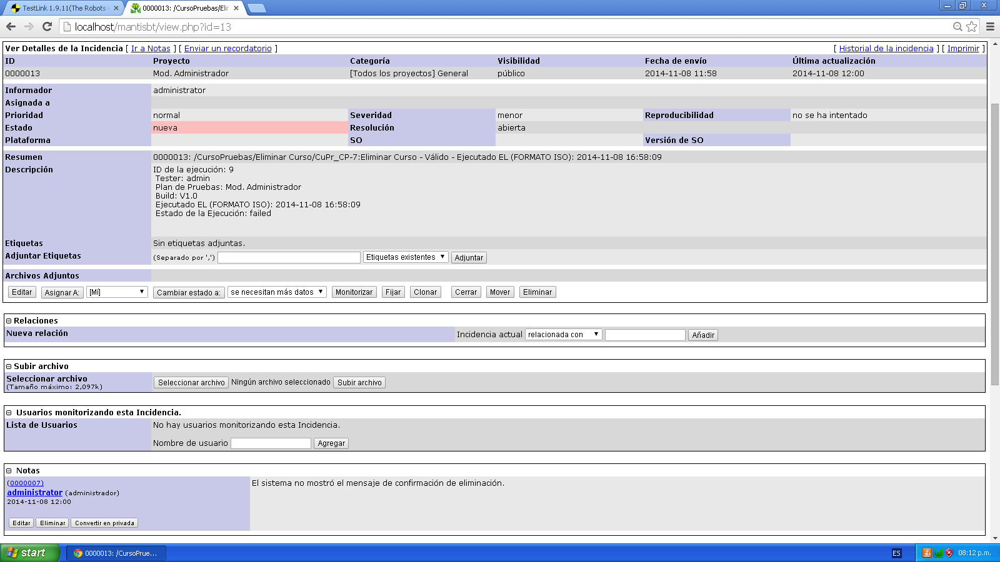 TestLink 1.9.11(The Robots
0000013: /CursoPruebas/Eli
localhost/mantisbt/view.php?id=13
Ver Detalles de la Incidencia [ Ir a Notas ] [ Enviar un recordatorio ] [ Historial de la incidencia ] [ Imprimir ]
ID Proyecto Categoría Visibilidad Fecha de envío Última actualización
0000013 Mod. Administrador [Todos los proyectos] General público 2014-11-08 11:58 2014-11-08 12:00
Informador administrator
Asignada a
Prioridad normal Severidad menor Reproducibilidad no se ha intentado
Estado nueva Resolución abierta
Plataforma SO Versión de SO
Resumen 0000013: /CursoPruebas/Eliminar Curso/CuPr_CP-7:Eliminar Curso - Válido - Ejecutado EL (FORMATO ISO): 2014-11-08 16:58:09
Descripción ID de la ejecución: 9
Tester: admin
Plan de Pruebas: Mod. Administrador
Build: V1.0
Ejecutado EL (FORMATO ISO): 2014-11-08 16:58:09
Estado de la Ejecución: failed
Etiquetas Sin etiquetas adjuntas.
Adjuntar Etiquetas (Separado por ',') Etiquetas existentes Adjuntar
Archivos Adjuntos
Editar Asignar A: [Mí] Cambiar estado a: se necesitan más datos Monitorizar Fijar Clonar Cerrar Mover Eliminar
Relaciones
Nueva relación Incidencia actual relacionada con Añadir
Subir archivo
Seleccionar archivo
(Tamaño máximo: 2,097k)
Seleccionar archivo Ningún archivo seleccionado Subir archivo
Usuarios monitorizando esta Incidencia.
Lista de Usuarios No hay usuarios monitorizando esta Incidencia.
Nombre de usuario Agregar
Notas
(0000007) El sistema no mostró el mensaje de confirmación de eliminación.
administrator (administrador)
2014-11-08 12:00
Editar Eliminar Convertir en privada
start 0000013: /CursoPrue... ES 08:12 p.m.